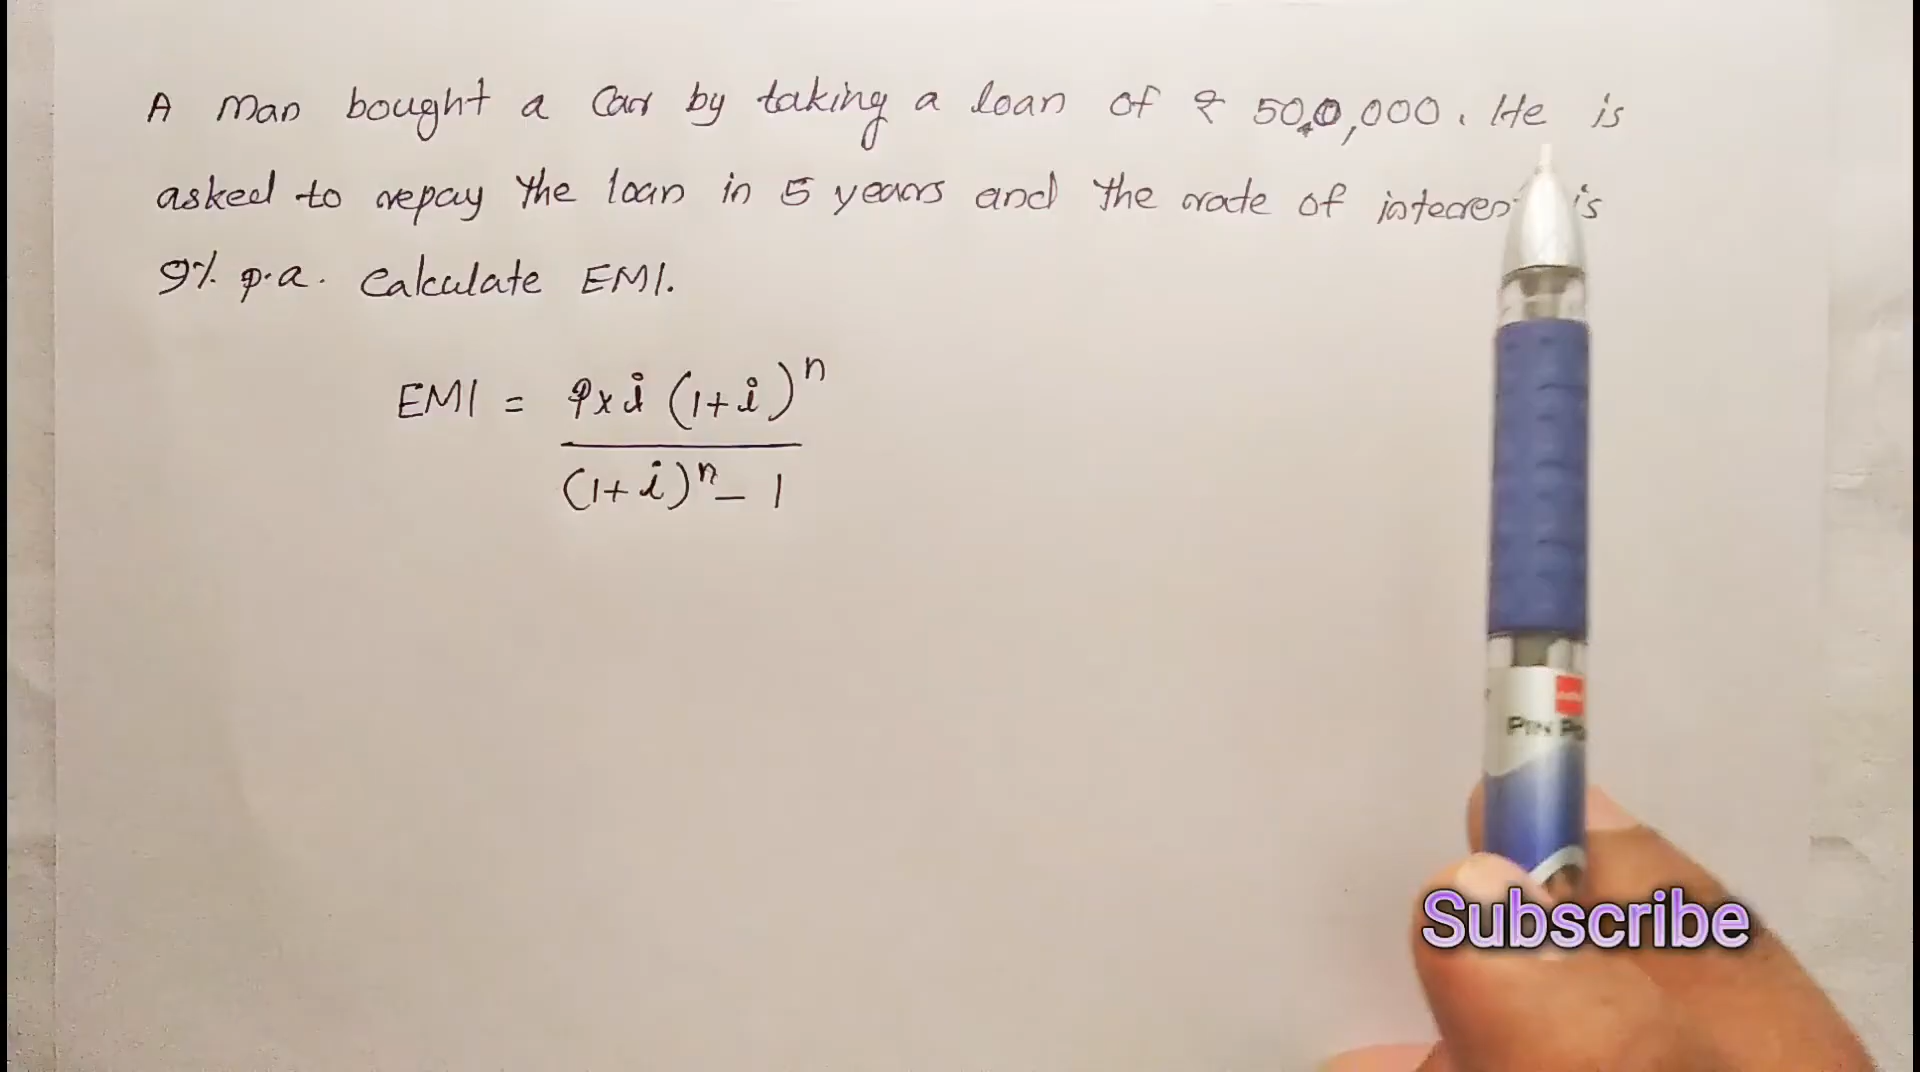 A man bought a car by taking a loan of ₹ 500,000. He is
asked to repay the loan in 5 years and the rate of interest is
9% p.a. Calculate EMI.
EMI = P x i (1+i)^n
(1+i)^n - 1
PIN
Subscribe